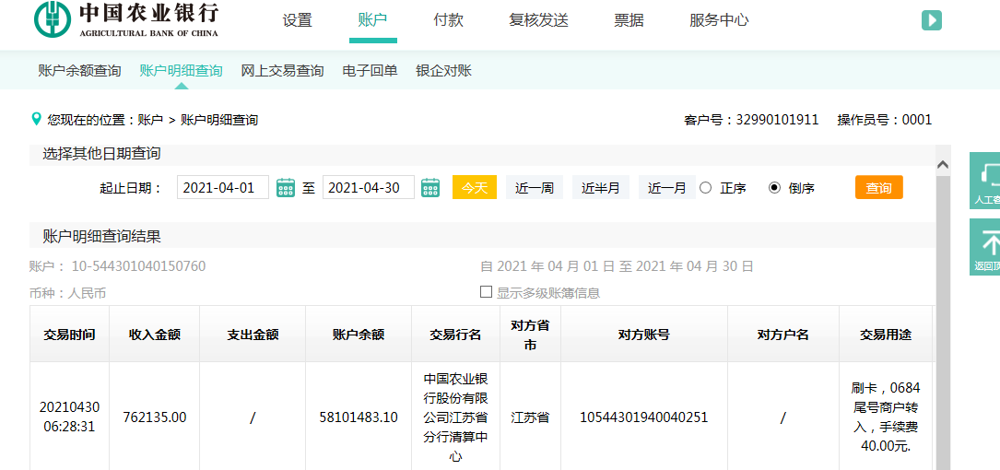 中国农业银行
AGRICULTURAL BANK OF CHINA
设置 账户 付款 复核发送 票据 服务中心
账户余额查询 账户明细查询 网上交易查询 电子回单 银企对账
您现在的位置：账户 > 账户明细查询 客户号：32990101911 操作员号：0001
选择其他日期查询
起止日期： 2021-04-01 至 2021-04-30 今天 近一周 近半月 近一月 正序 倒序 查询
人工客
返回顶
账户明细查询结果
账户： 10-544301040150760 自 2021 年 04 月 01 日 至 2021 年 04 月 30 日
币种：人民币 显示多级账簿信息
交易时间 收入金额 支出金额 账户余额 交易行名 对方省市 对方账号 对方户名 交易用途
20210430
06:28:31
762135.00
/
58101483.10
中国农业银
行股份有限
公司江苏省
分行清算中
心
江苏省
10544301940040251
/
刷卡，0684
尾号商户转
入，手续费
40.00元.